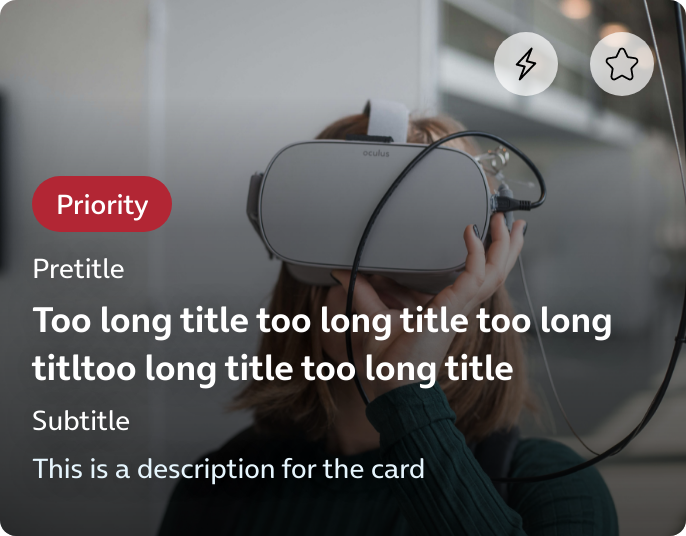 oculus
Priority
Pretitle
Too long title too long title too long
titltoo long title too long title
Subtitle
This is a description for the card